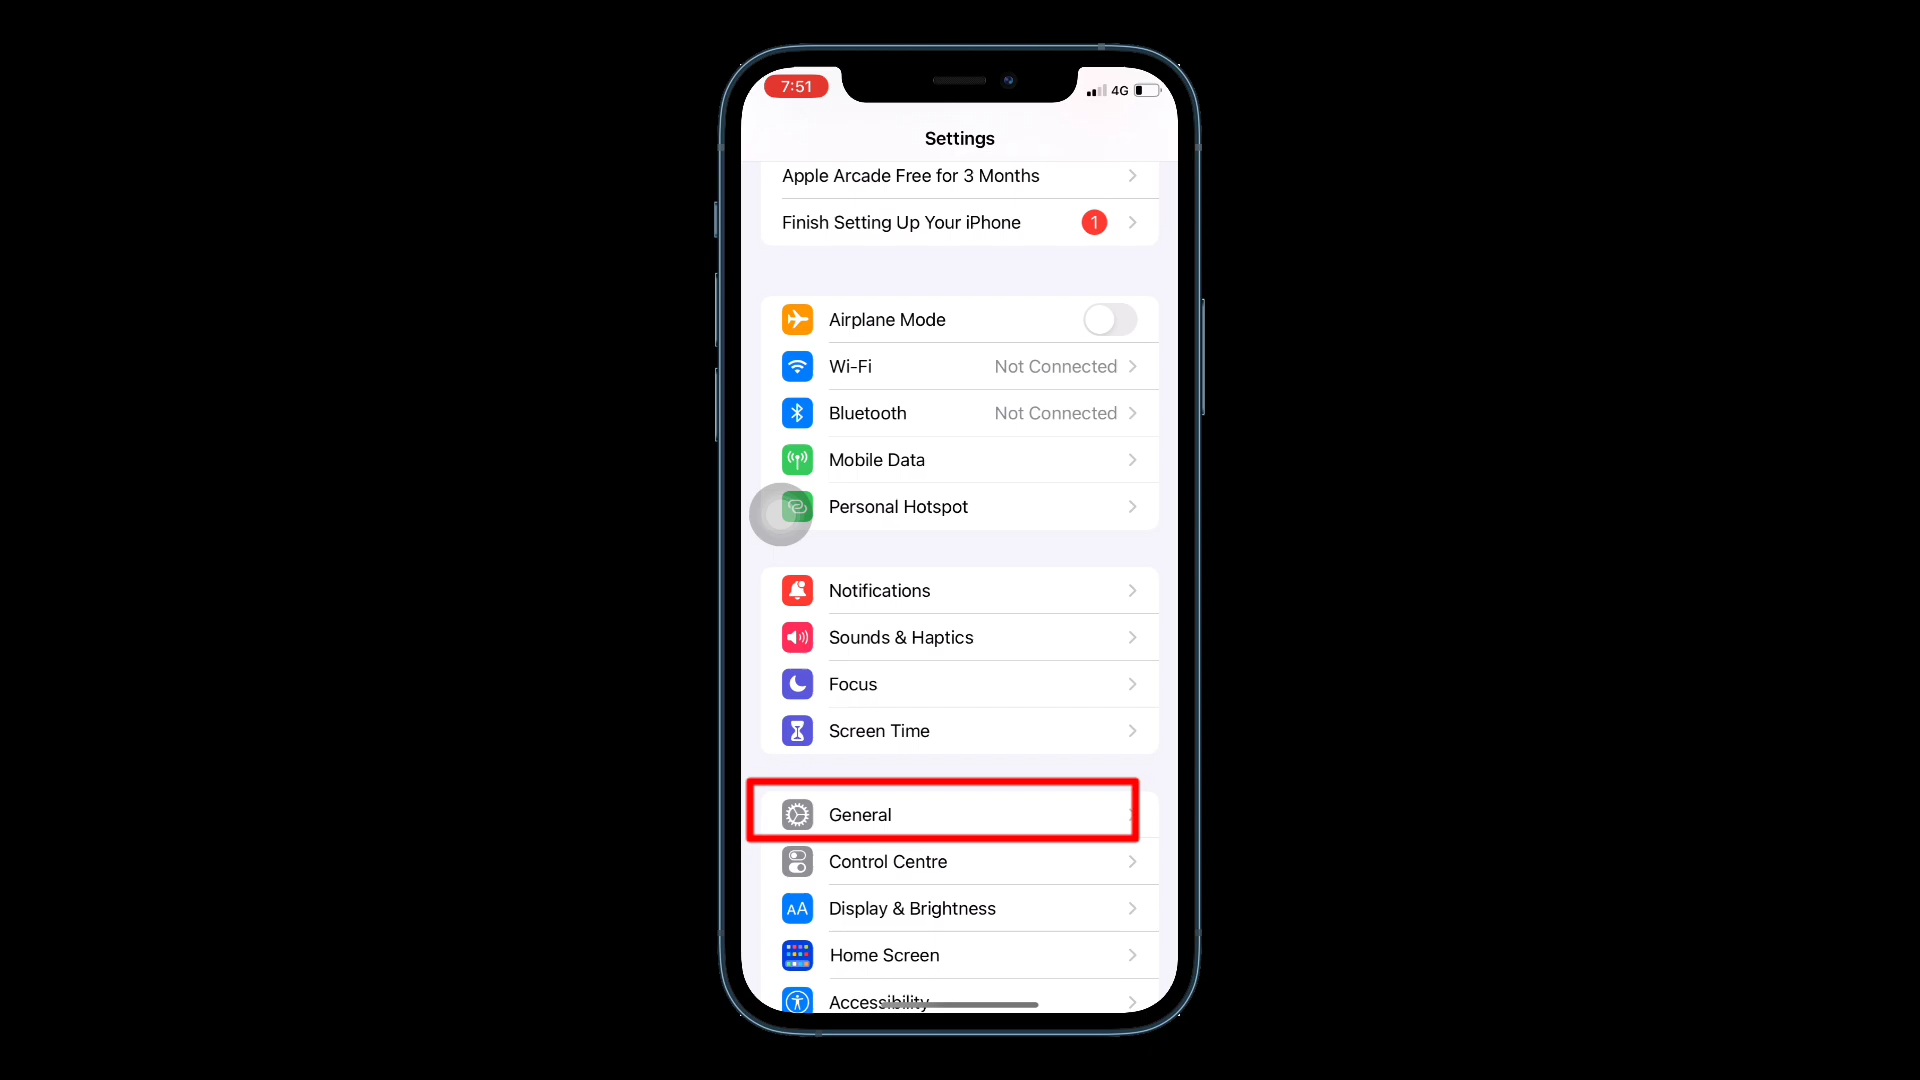 7:51
4G
Settings
Apple Arcade Free for 3 Months
Finish Setting Up Your iPhone 1
Airplane Mode
Wi-Fi Not Connected
Bluetooth Not Connected
Mobile Data
Personal Hotspot
Notifications
Sounds & Haptics
Focus
Screen Time
General
Control Centre
AA Display & Brightness
Home Screen
Accessibility